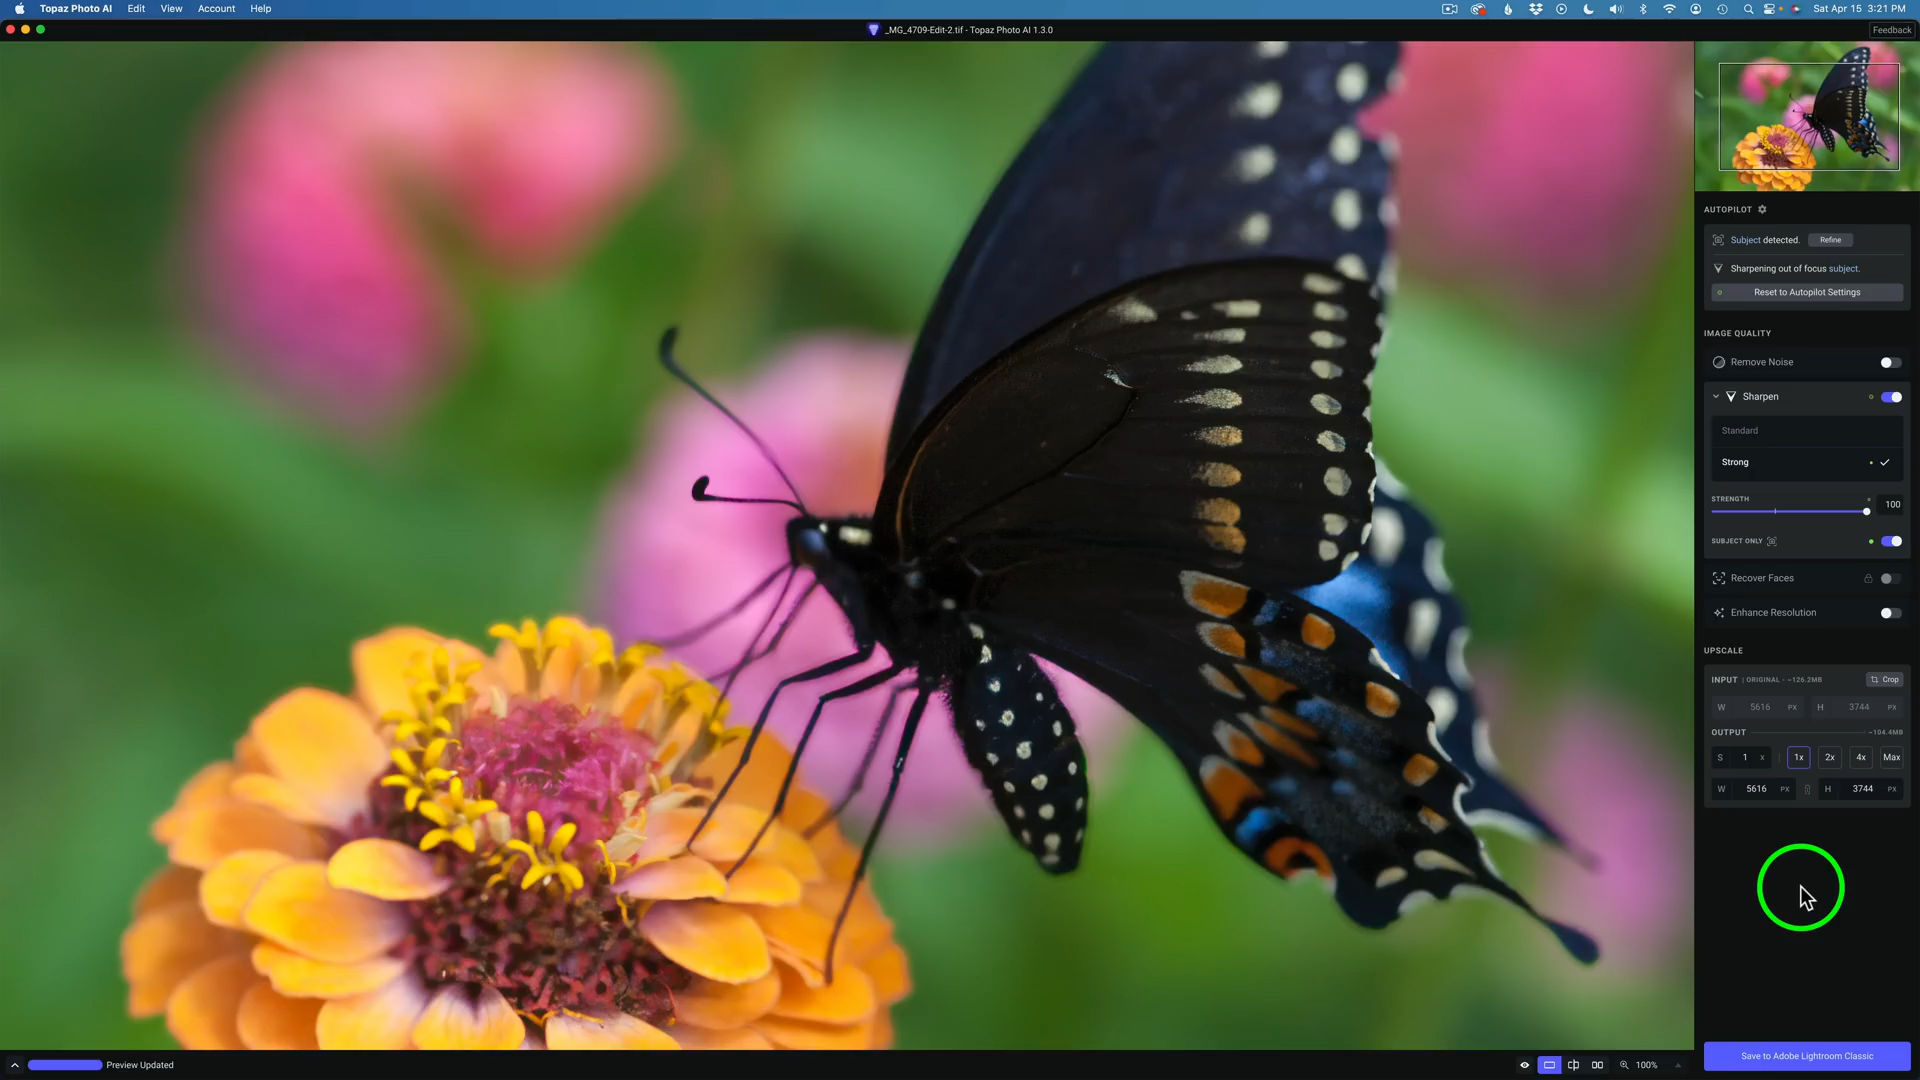 Topaz Photo AI Edit View Account Help Sat Apr 15 3:21 PM
_MG_4709-Edit-2.tif - Topaz Photo AI 1.3.0
Feedback
AUTOPILOT
Subject detected. Refine
Sharpening out of focus subject.
Reset to Autopilot Settings
IMAGE QUALITY
Remove Noise
Sharpen
Standard
Strong
STRENGTH
100
SUBJECT ONLY
Recover Faces
Enhance Resolution
UPSCALE
INPUT | ORIGINAL - ~126.2MB Crop
W 5616 PX H 3744 PX
OUTPUT ~104.4MB
S 1 x 1x 2x 4x Max
W 5616 PX H 3744 PX
Preview Updated
100%
Save to Adobe Lightroom Classic